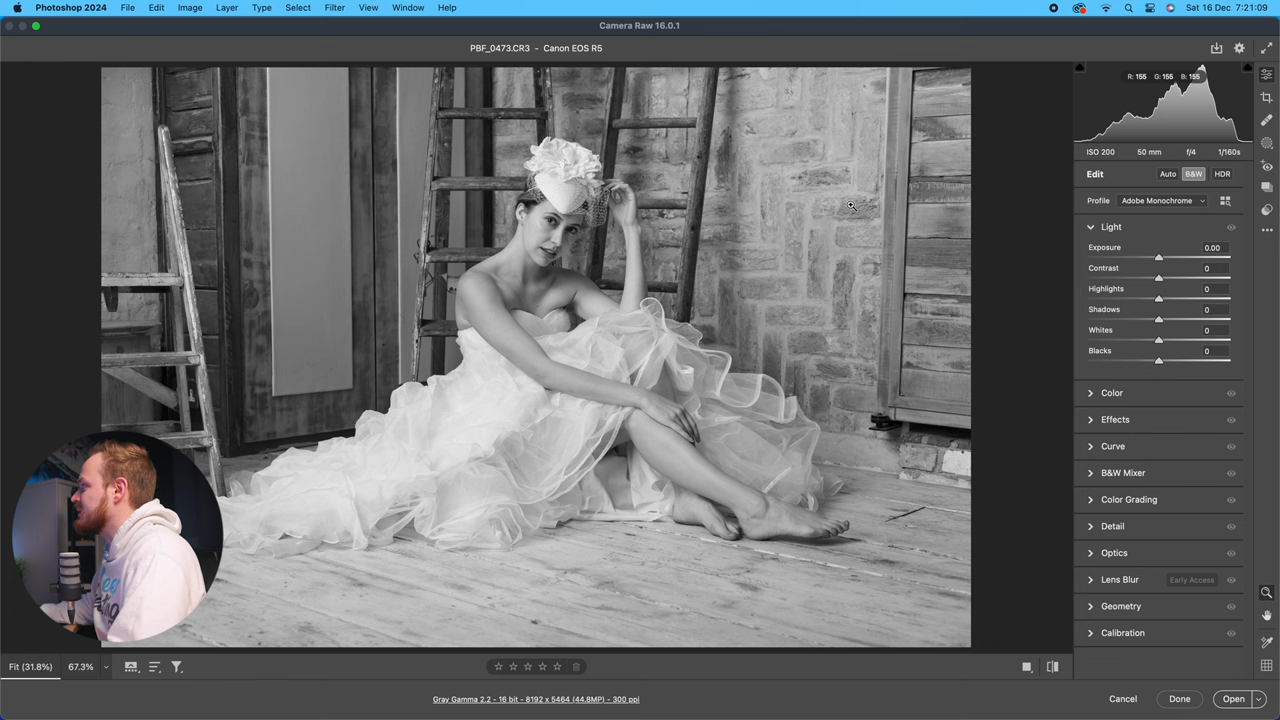 Photoshop 2024 File Edit Image Layer Type Select Filter View Window Help Sat 16 Dec 7:21:09
Camera Raw 16.0.1
PBF_0473.CR3 - Canon EOS R5
R: 155 G: 155 B: 155
ISO 200 50 mm f/4 1/160s
Edit Auto B&W HDR
Profile Adobe Monochrome
Light
Exposure 0.00
Contrast 0
Highlights 0
Shadows 0
Whites 0
Blacks 0
Color
Effects
Curve
B&W Mixer
Color Grading
Detail
Optics
Lens Blur Early Access
Geometry
Calibration
Fit (31.8%) 67.3%
Gray Gamma 2.2 - 16 bit - 8192 x 5464 (44.8MP) - 300 ppi
Cancel Done Open